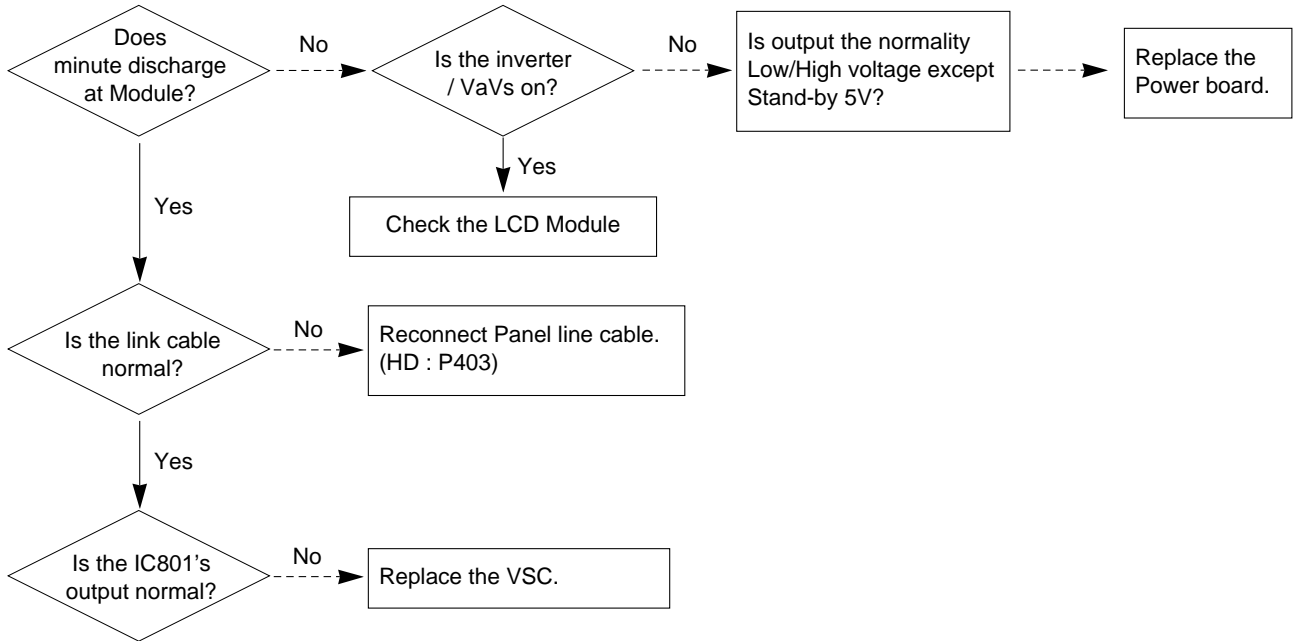 Does
minute discharge
at Module?
No
Is the inverter
/ VaVs on?
No
Is output the normality
Low/High voltage except
Stand-by 5V?
Replace the
Power board.
Yes
Check the LCD Module
Yes
Is the link cable
normal?
No
Reconnect Panel line cable.
(HD : P403)
Yes
Is the IC801's
output normal?
No
Replace the VSC.